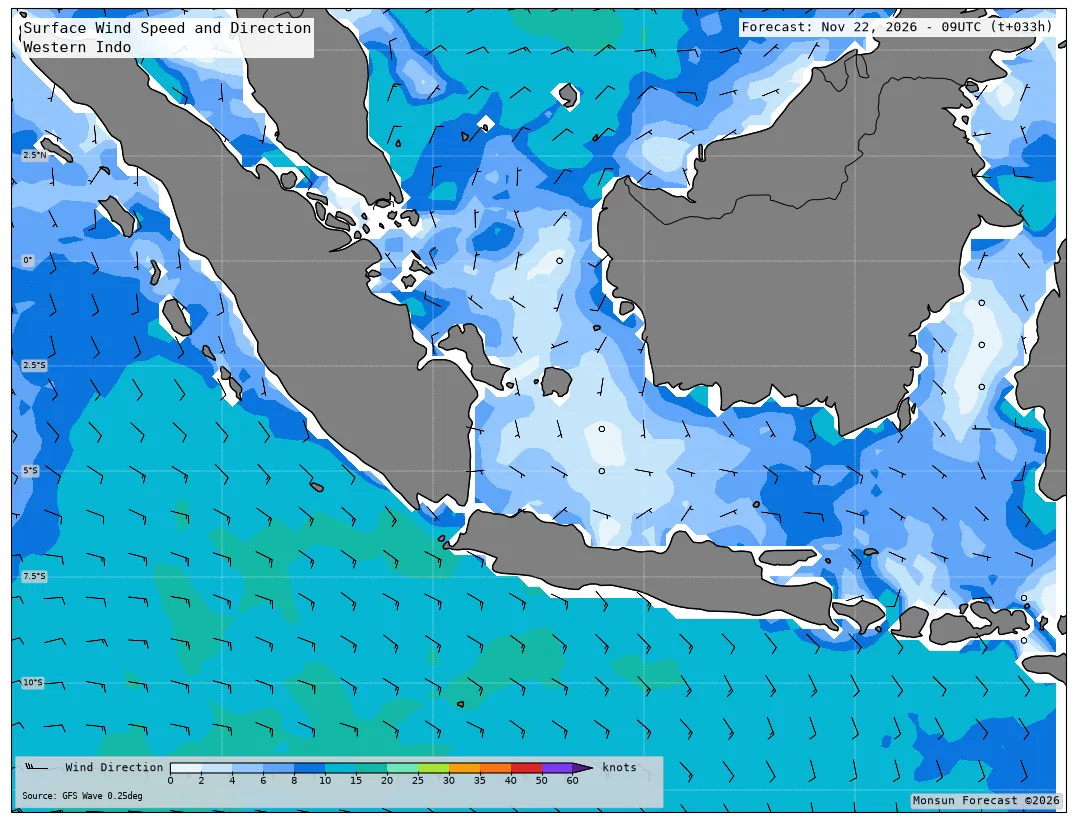 Surface Wind Speed and Direction
Western Indo
Forecast: Nov 22, 2026 - 09UTC (t+033h)
2.5°N
0°
2.5°S
5°S
7.5°S
10°S
Wind Direction
0 2 4 6 8 10 15 20 25 30 35 40 50 60
knots
Source: GFS Wave 0.25deg
Monsun Forecast ©2026